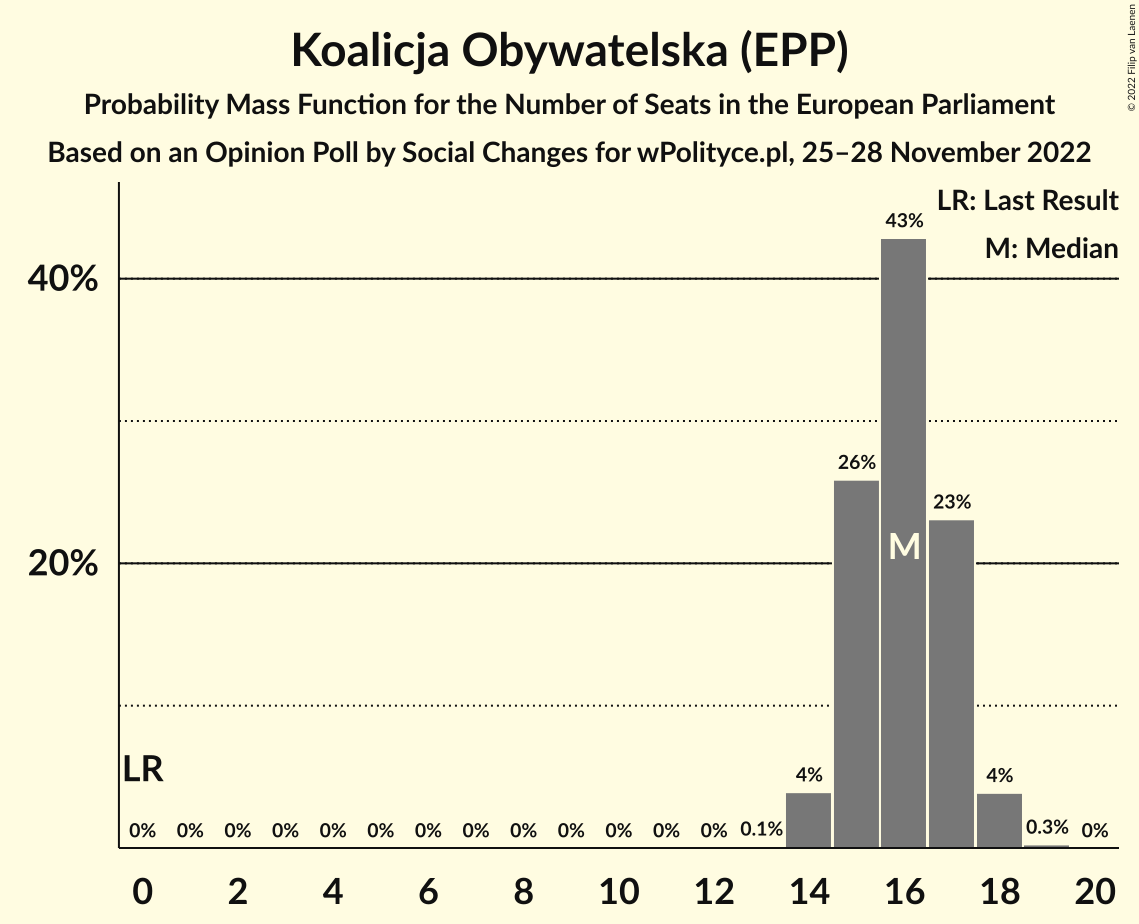 Koalicja Obywatelska (EPP)
Probability Mass Function for the Number of Seats in the European Parliament
Based on an Opinion Poll by Social Changes for wPolityce.pl, 25–28 November 2022
© 2022 Filip van Laenen
LR: Last Result
M: Median
43%
40%
26%
23%
M
20%
LR
4%
4%
0% 0% 0% 0% 0% 0% 0% 0% 0% 0% 0% 0% 0% 0.1% 0.3% 0%
0 2 4 6 8 10 12 14 16 18 20